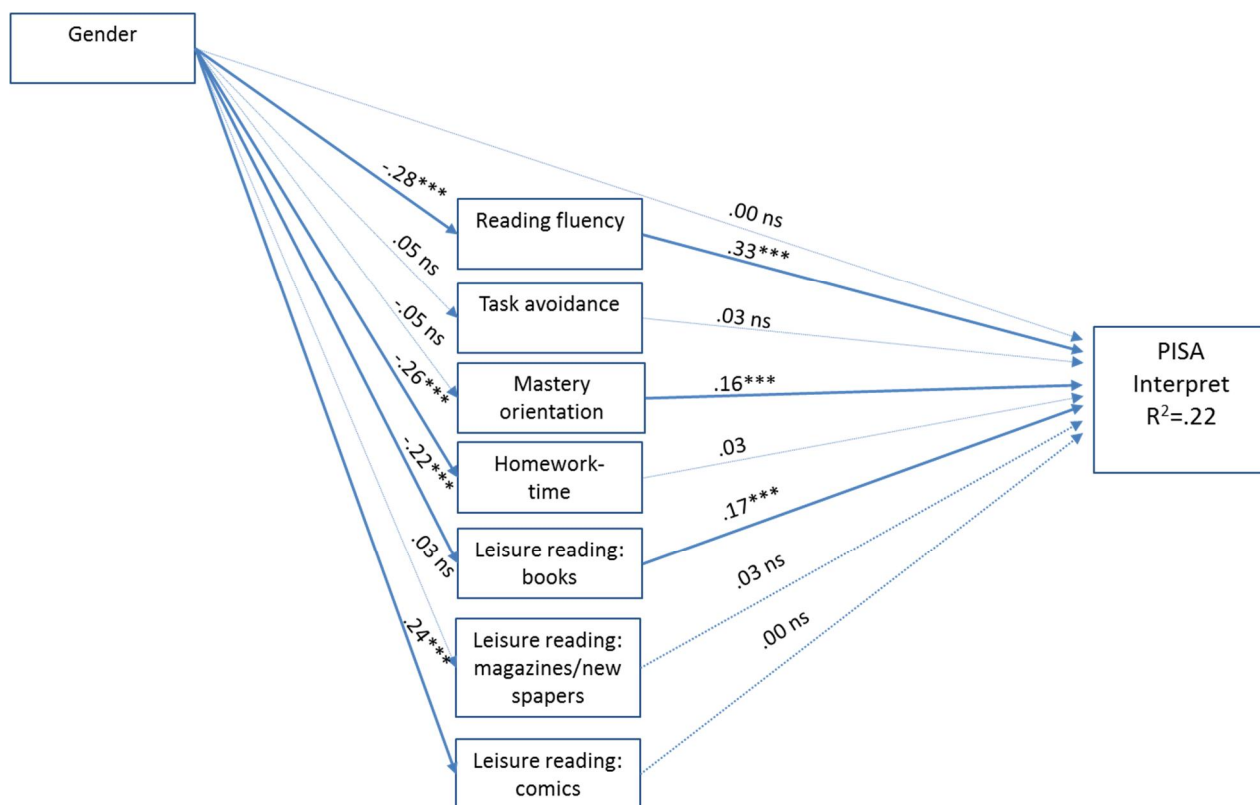 Gender
-.28***
.00 ns
Reading fluency
.33***
.05 ns
Task avoidance
.03 ns
-.05 ns
PISA
Interpret
R²=.22
Mastery
orientation
.16***
-.26***
Homework-
time
.03
-.22***
.17***
Leisure reading:
books
.03 ns
.03 ns
.24***
Leisure reading:
magazines/new
spapers
.00 ns
Leisure reading:
comics